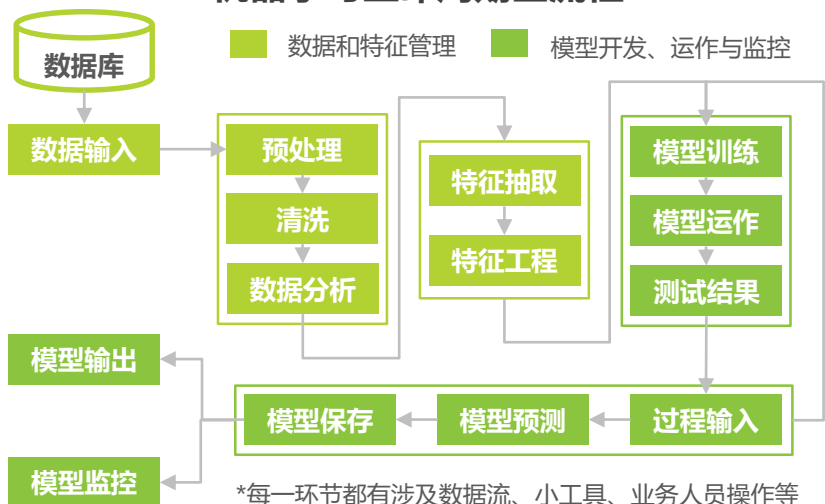 数据和特征管理
模型开发、运作与监控
数据库
数据输入
预处理
清洗
数据分析
特征抽取
特征工程
模型训练
模型运作
测试结果
模型输出
模型保存
模型预测
过程输入
模型监控
*每一环节都有涉及数据流、小工具、业务人员操作等